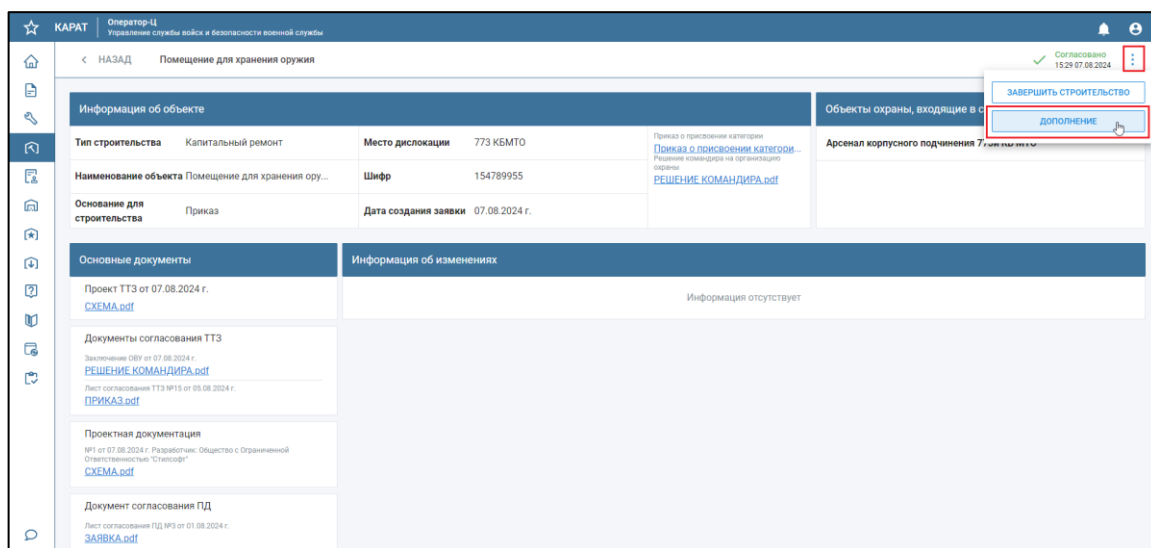 КАРАТ
Оператор-Ц
Управление службы войск и безопасности военной службы
НАЗАД
Помещение для хранения оружия
Согласовано
15:29 07.08.2024
ЗАВЕРШИТЬ СТРОИТЕЛЬСТВО
ДОПОЛНЕНИЕ
Информация об объекте
Объекты охраны, входящие в с
Тип строительства
Капитальный ремонт
Место дислокации
773 КБМТО
Приказ о присвоении категории
Приказ о присвоении категори...
Решение командира на организацию
охраны
РЕШЕНИЕ КОМАНДИРА.pdf
Арсенал корпусного подчинения
МТО
Наименование объекта
Помещение для хранения ору...
Шифр
154789955
Основание для
строительства
Приказ
Дата создания заявки
07.08.2024 г.
Основные документы
Информация об изменениях
Проект ТТЗ от 07.08.2024 г.
СХЕМА.pdf
Информация отсутствует
Документы согласования ТТЗ
Заключение ОВУ от 07.08.2024 г.
РЕШЕНИЕ КОМАНДИРА.pdf
Лист согласования ТТЗ №15 от 05.08.2024 г.
ПРИКАЗ.pdf
Проектная документация
№1 от 07.08.2024 г. Разработчик: Общество с Ограниченной
Ответственностью "Стилсофт"
СХЕМА.pdf
Документ согласования ПД
Лист согласования ПД №3 от 01.08.2024 г.
ЗАЯВКА.pdf